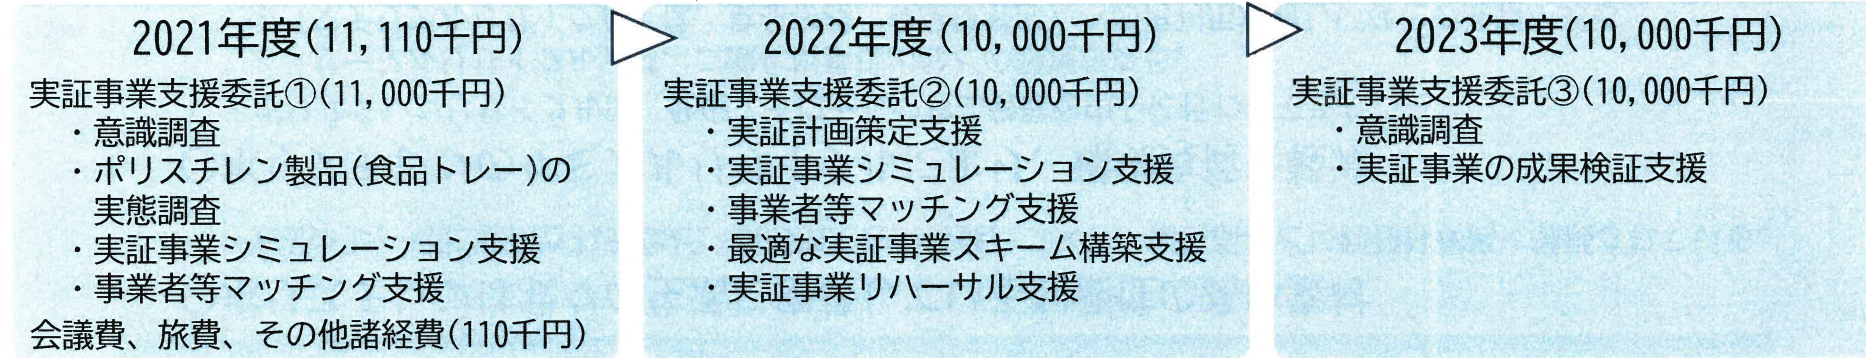 2021年度(11,110千円)
実証事業支援委託①(11,000千円)
・意識調査
・ポリスチレン製品(食品トレー)の
実態調査
・実証事業シミュレーション支援
・事業者等マッチング支援
会議費、旅費、その他諸経費(110千円)
2022年度(10,000千円)
実証事業支援委託②(10,000千円)
・実証計画策定支援
・実証事業シミュレーション支援
・事業者等マッチング支援
・最適な実証事業スキーム構築支援
・実証事業リハーサル支援
2023年度(10,000千円)
実証事業支援委託③(10,000千円)
・意識調査
・実証事業の成果検証支援